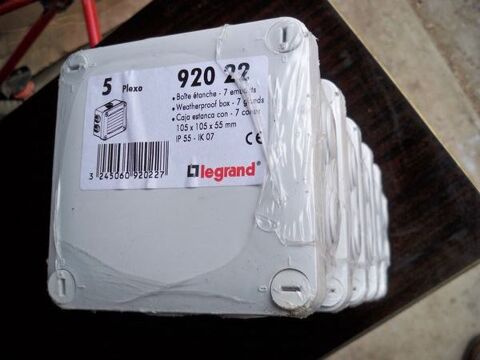 5 Plexo 920 22
• Boîte étanche - 7 embouts
• Weatherproof box - 7 glands
• Caja estanca con - 7 conos
105 x 105 x 55 mm
IP 55 - IK 07 CE
3 245060 920227
legrand